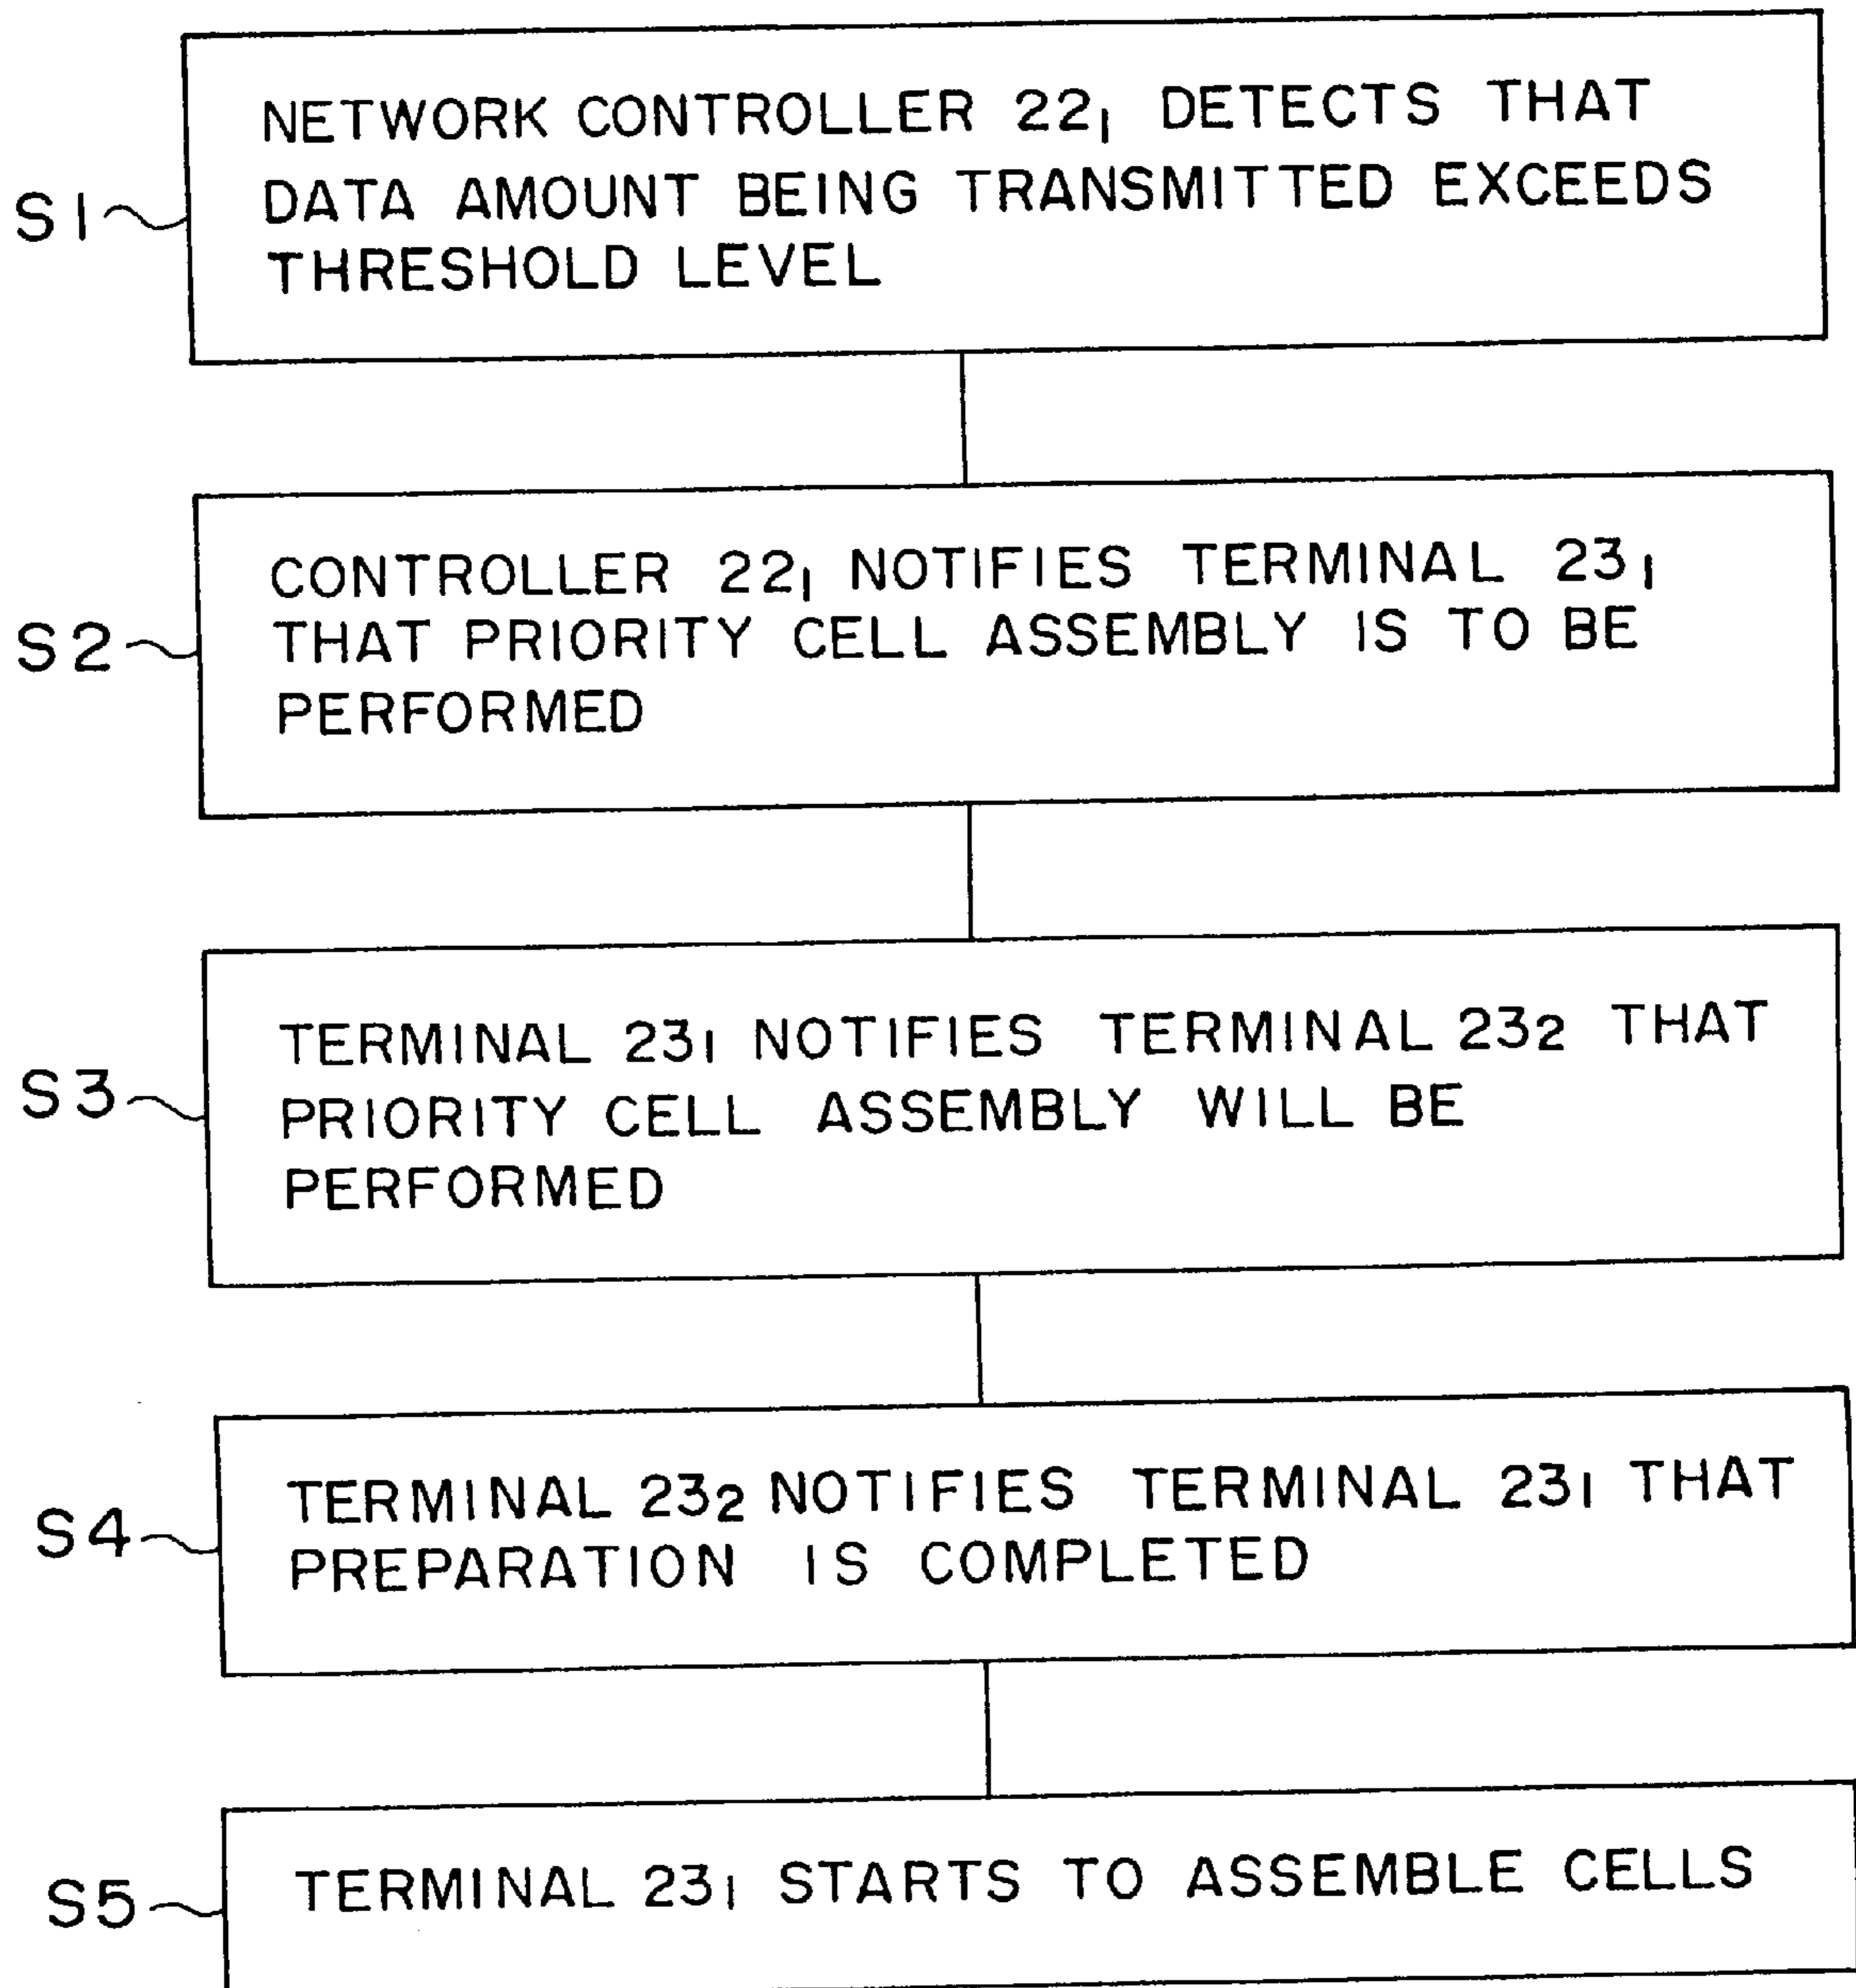 S1
NETWORK CONTROLLER 22₁ DETECTS THAT
DATA AMOUNT BEING TRANSMITTED EXCEEDS
THRESHOLD LEVEL
S2
CONTROLLER 22₁ NOTIFIES TERMINAL 23₁
THAT PRIORITY CELL ASSEMBLY IS TO BE
PERFORMED
S3
TERMINAL 23₁ NOTIFIES TERMINAL 23₂ THAT
PRIORITY CELL ASSEMBLY WILL BE
PERFORMED
S4
TERMINAL 23₂ NOTIFIES TERMINAL 23₁ THAT
PREPARATION IS COMPLETED
S5
TERMINAL 23₁ STARTS TO ASSEMBLE CELLS